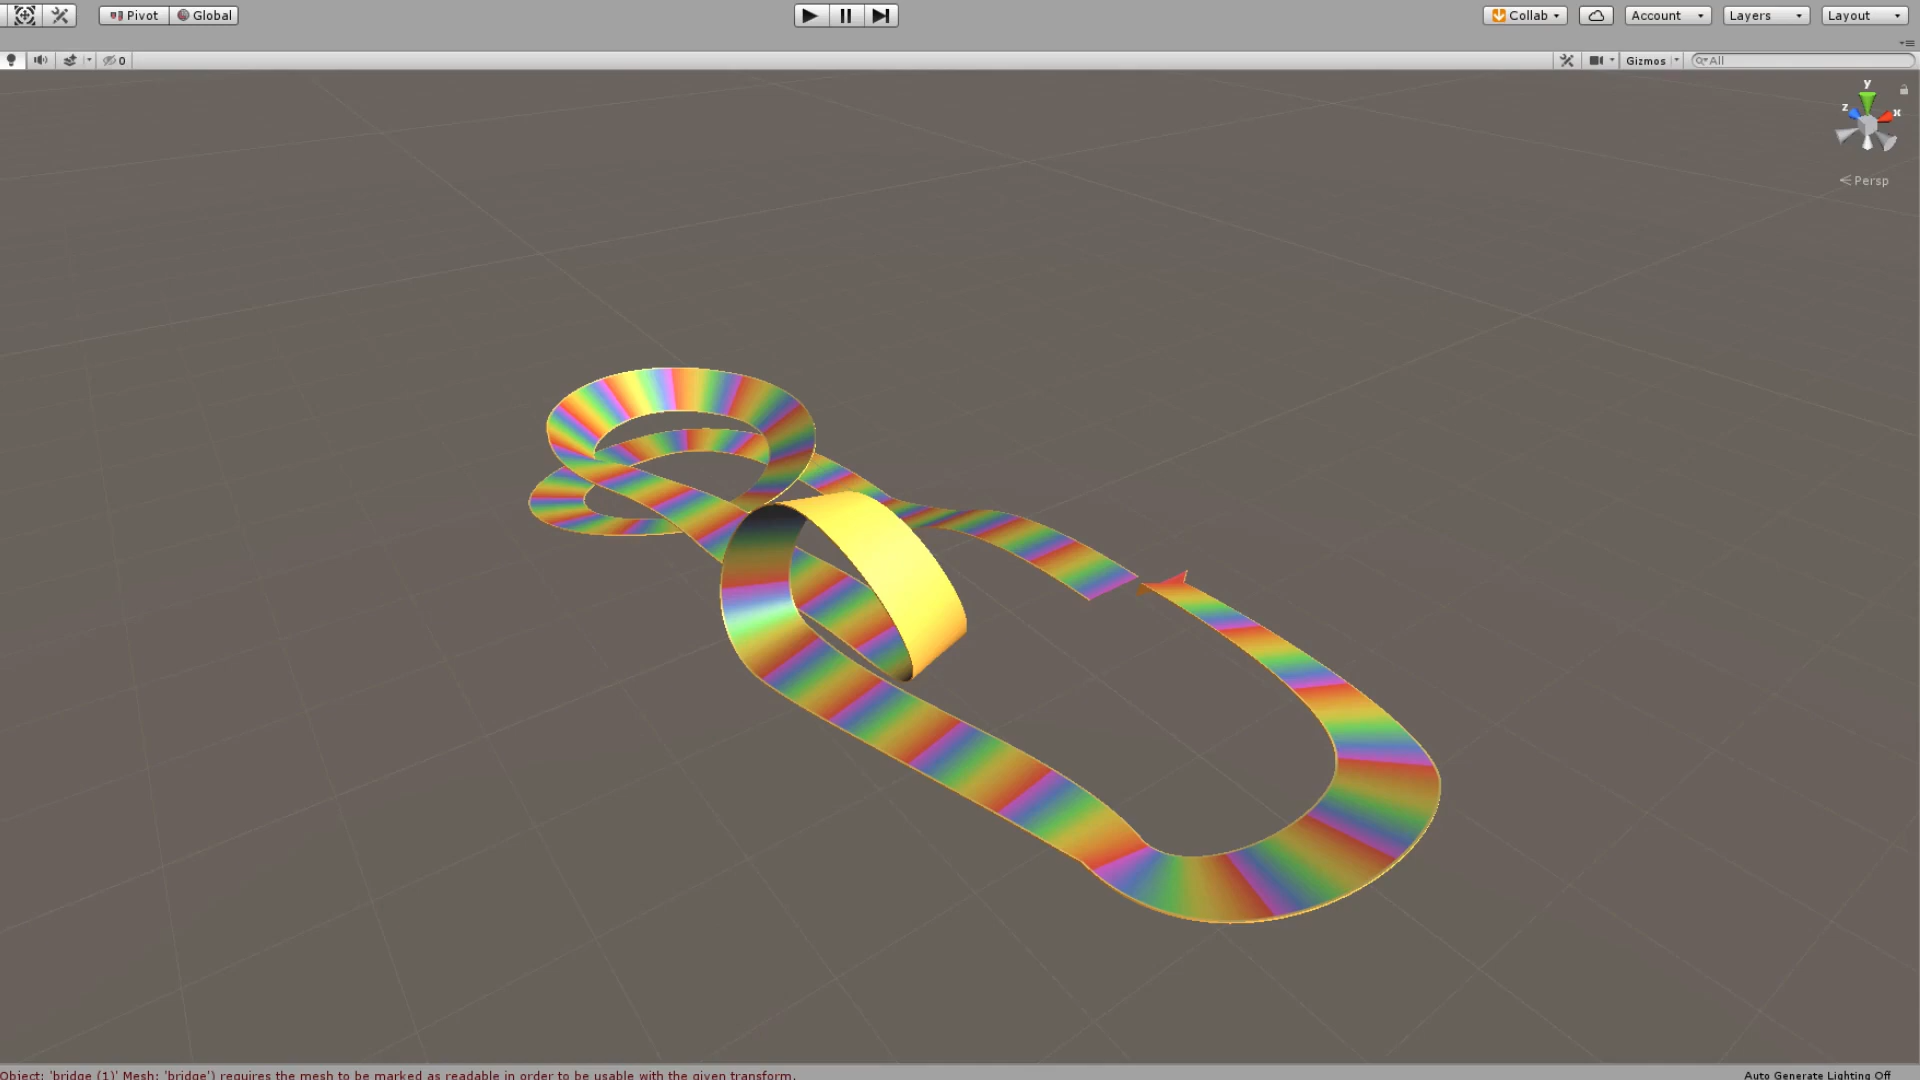 Pivot Global Collab Account Layers Layout
0 Gizmos All
y
z x
Persp
Object: 'bridge (1)' Mesh: 'bridge') requires the mesh to be marked as readable in order to be usable with the given transform. Auto Generate Lighting Off